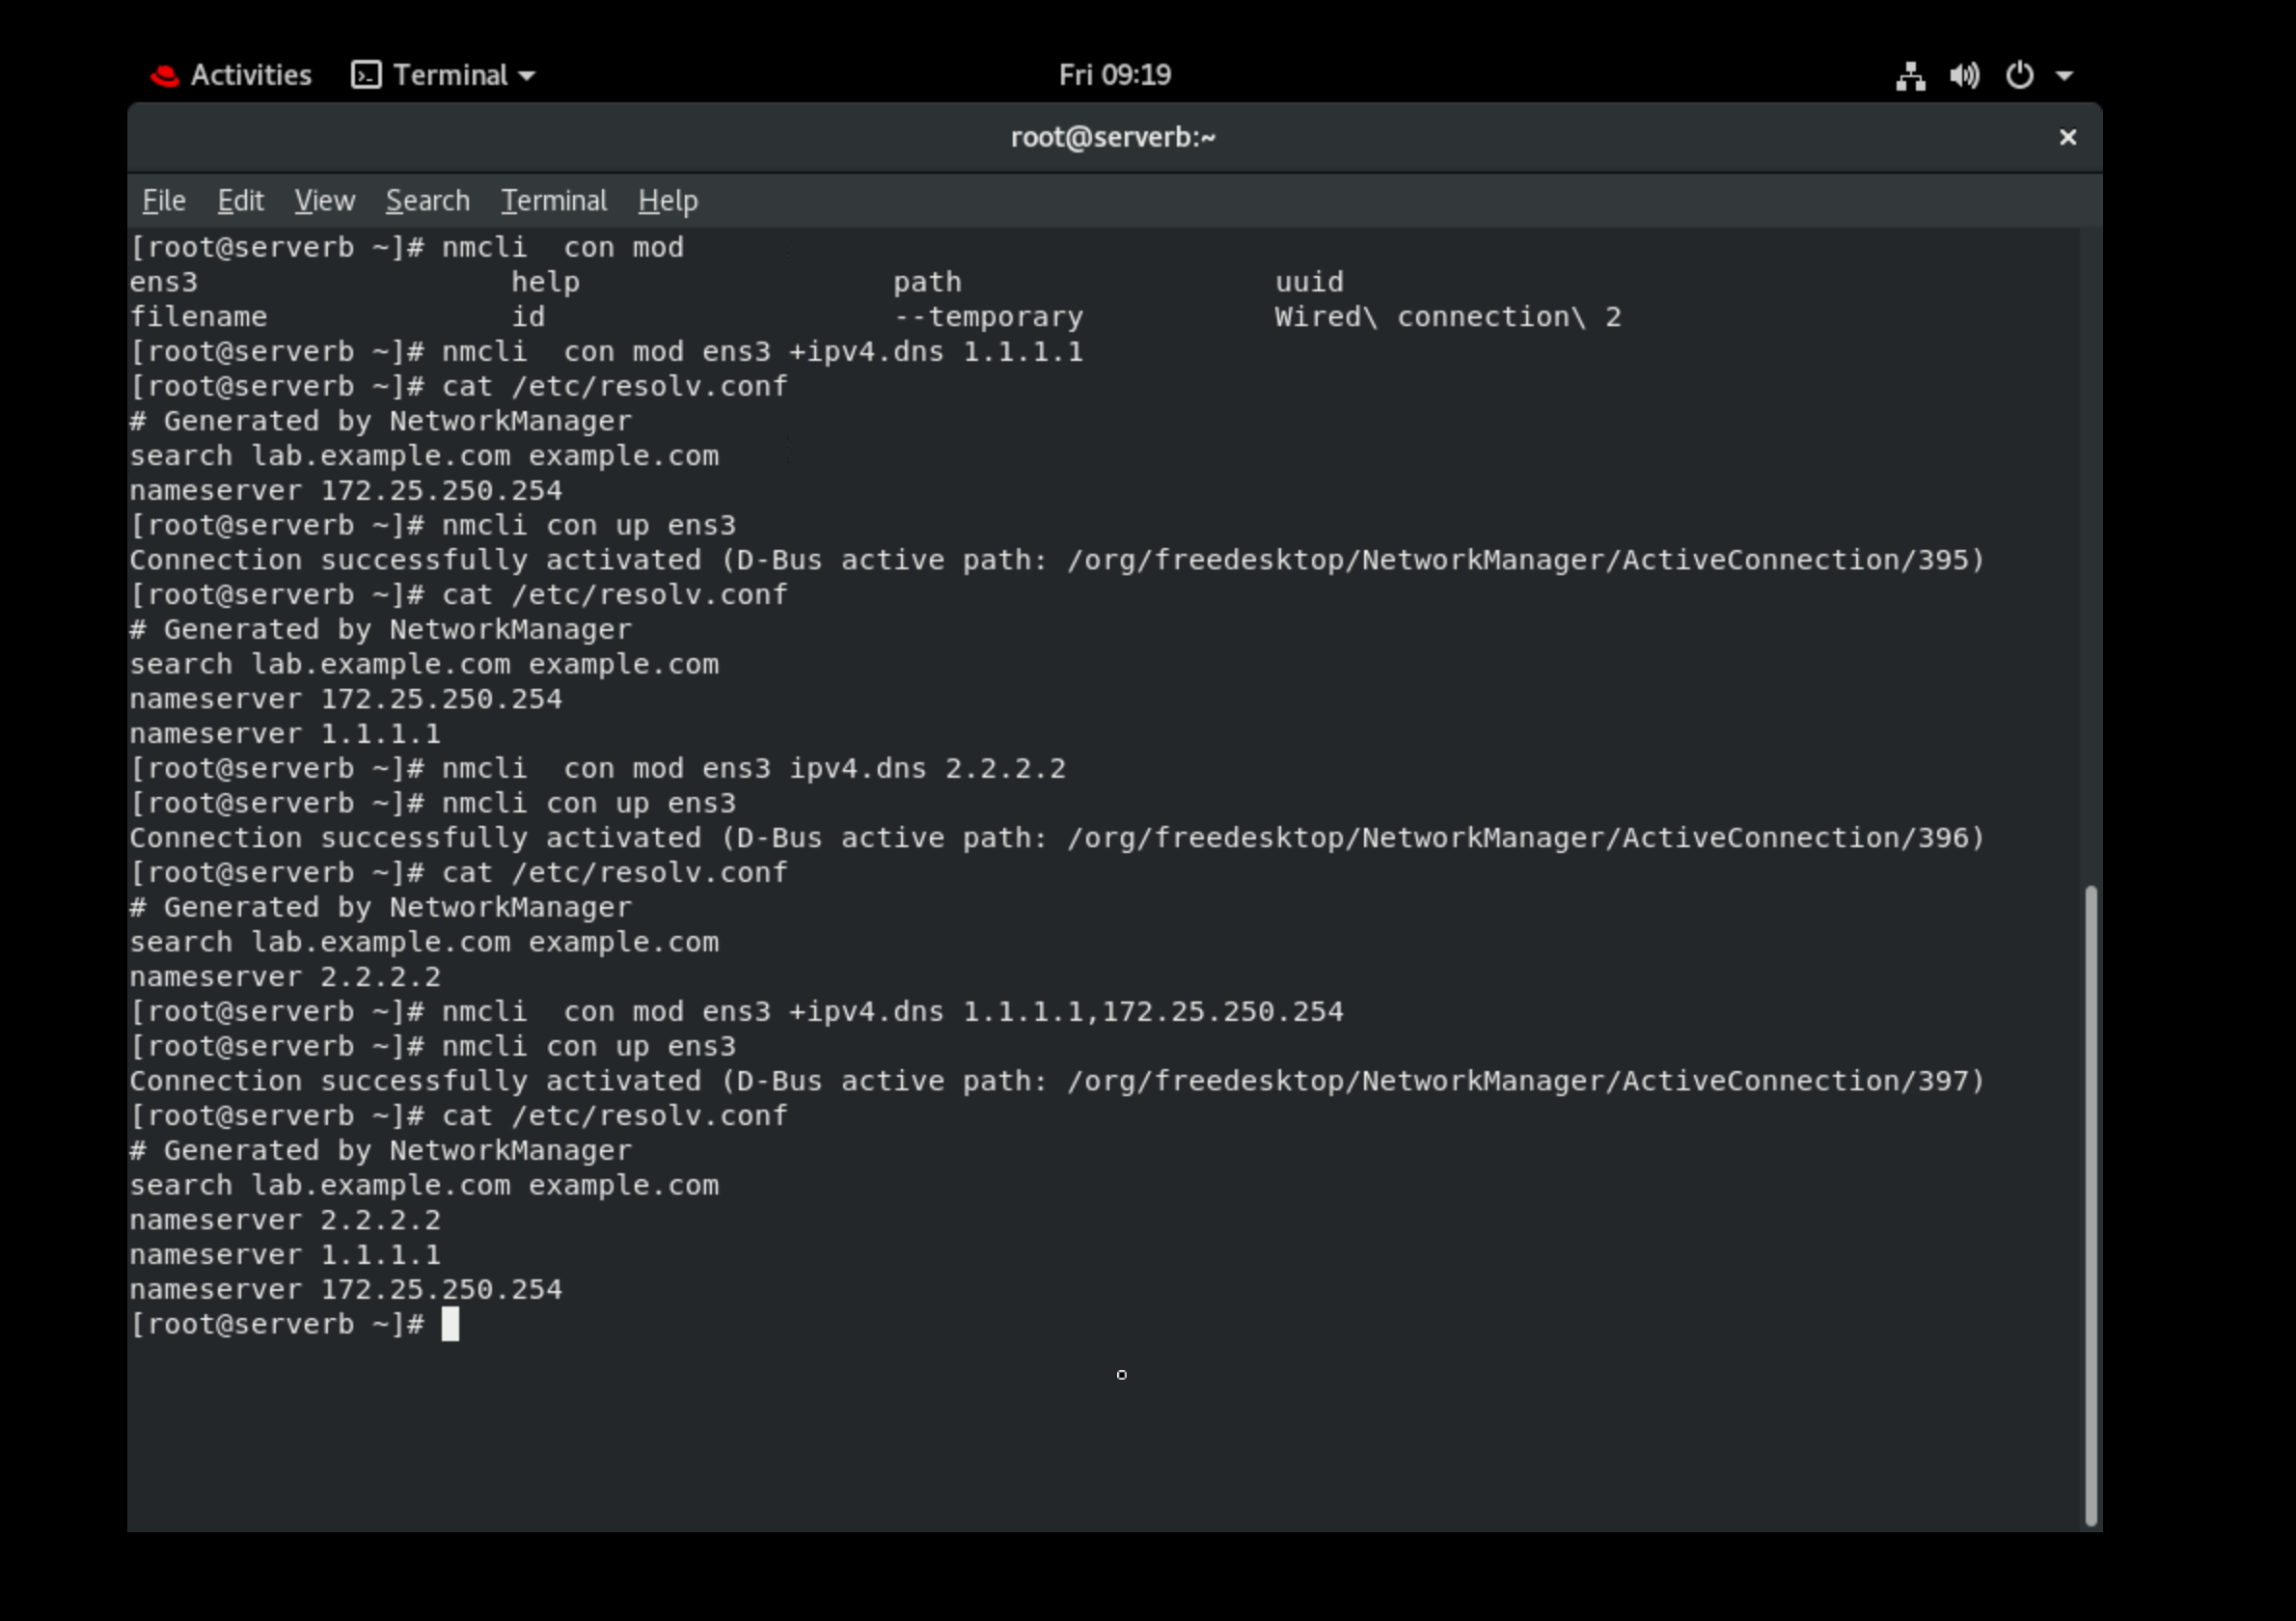 Activities Terminal Fri 09:19
root@serverb:~ ×
File Edit View Search Terminal Help
[root@serverb ~]# nmcli  con mod
ens3 help path uuid
filename id --temporary Wired\ connection\ 2
[root@serverb ~]# nmcli  con mod ens3 +ipv4.dns 1.1.1.1
[root@serverb ~]# cat /etc/resolv.conf
# Generated by NetworkManager
search lab.example.com example.com
nameserver 172.25.250.254
[root@serverb ~]# nmcli con up ens3
Connection successfully activated (D-Bus active path: /org/freedesktop/NetworkManager/ActiveConnection/395)
[root@serverb ~]# cat /etc/resolv.conf
# Generated by NetworkManager
search lab.example.com example.com
nameserver 172.25.250.254
nameserver 1.1.1.1
[root@serverb ~]# nmcli  con mod ens3 ipv4.dns 2.2.2.2
[root@serverb ~]# nmcli con up ens3
Connection successfully activated (D-Bus active path: /org/freedesktop/NetworkManager/ActiveConnection/396)
[root@serverb ~]# cat /etc/resolv.conf
# Generated by NetworkManager
search lab.example.com example.com
nameserver 2.2.2.2
[root@serverb ~]# nmcli  con mod ens3 +ipv4.dns 1.1.1.1,172.25.250.254
[root@serverb ~]# nmcli con up ens3
Connection successfully activated (D-Bus active path: /org/freedesktop/NetworkManager/ActiveConnection/397)
[root@serverb ~]# cat /etc/resolv.conf
# Generated by NetworkManager
search lab.example.com example.com
nameserver 2.2.2.2
nameserver 1.1.1.1
nameserver 172.25.250.254
[root@serverb ~]#